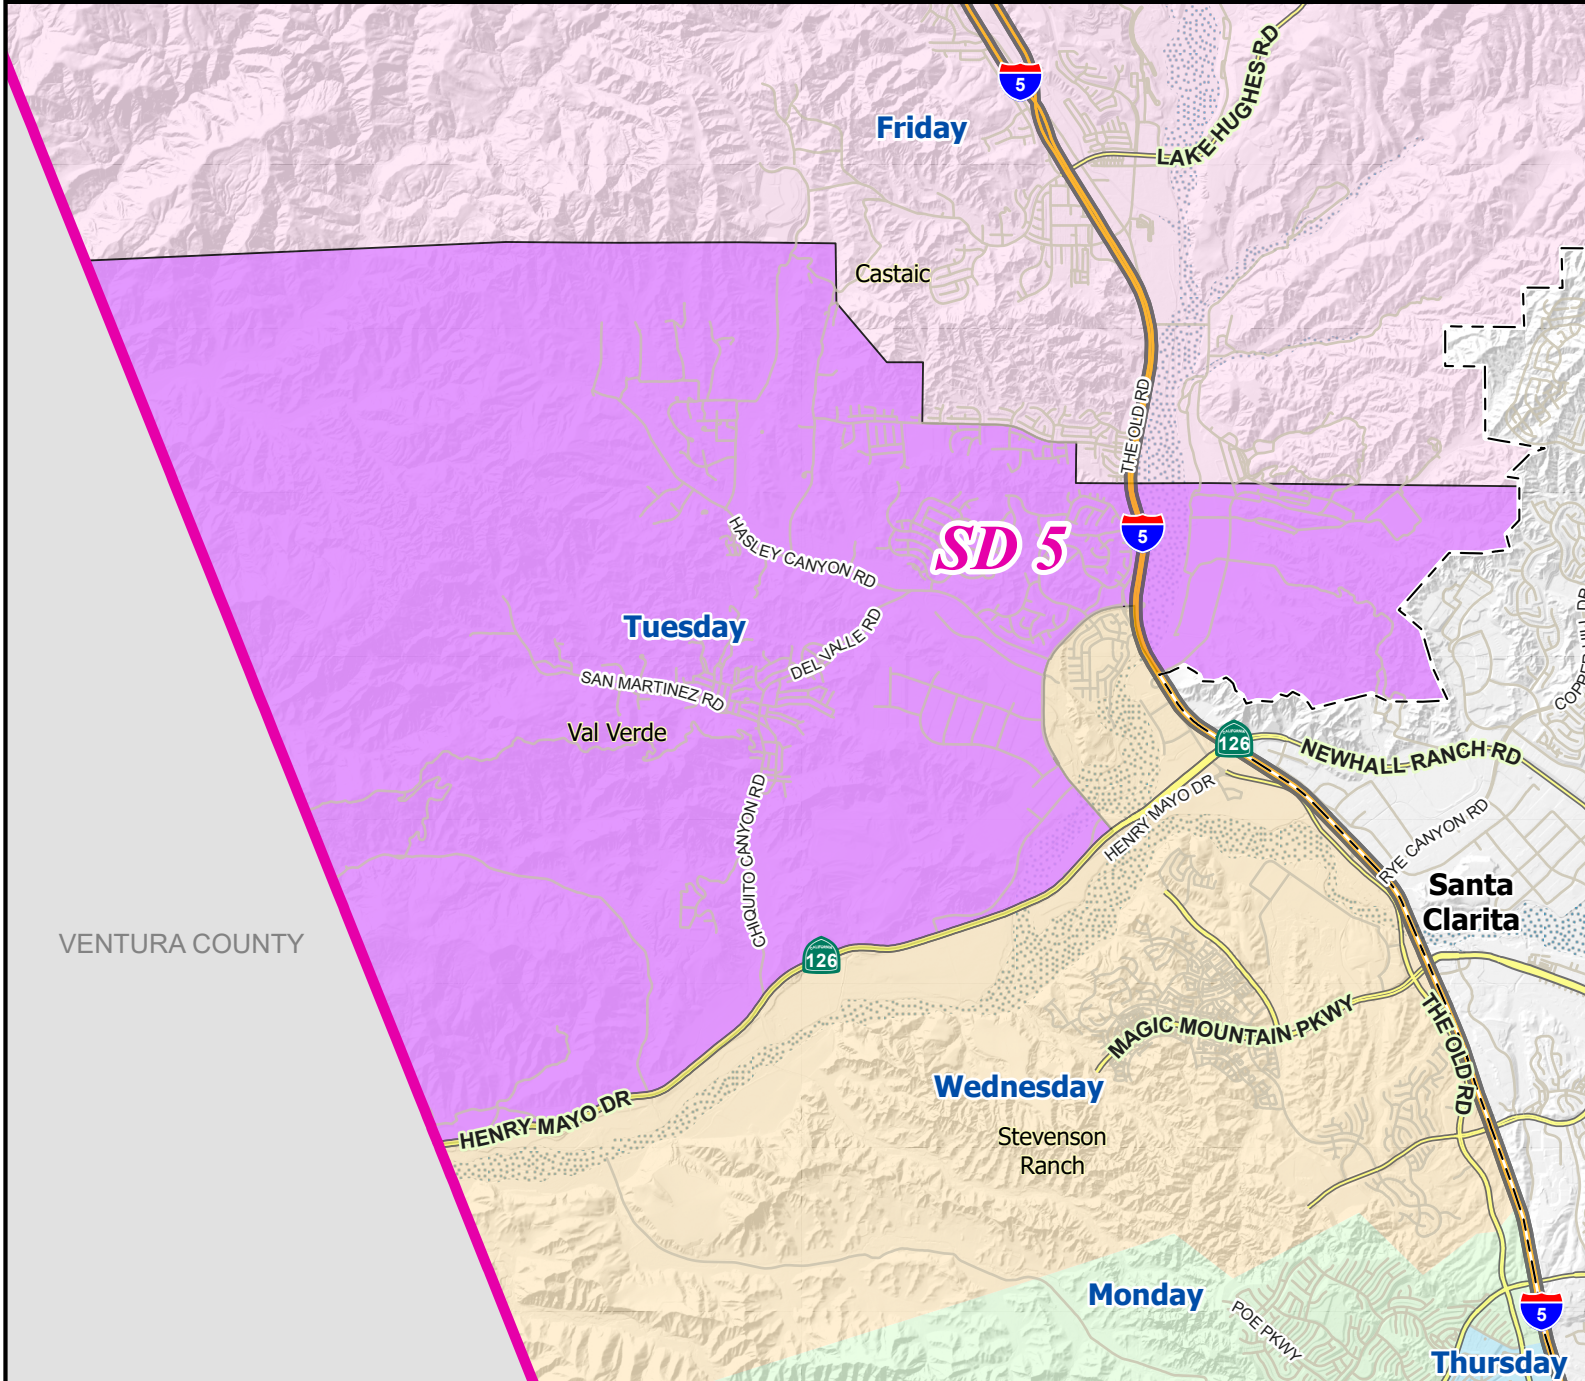 5
LAKE HUGHES RD
Friday
Castaic
THE OLD RD
SD 5
5
HASLEY CANYON RD
Tuesday
DEL VALLE RD
SAN MARTINEZ RD
Val Verde
CALIFORNIA
126
NEWHALL RANCH RD
HENRY MAYO DR
CHIQUITO CANYON RD
RYE CANYON RD
Santa
Clarita
VENTURA COUNTY
CALIFORNIA
126
MAGIC MOUNTAIN PKWY
THE OLD RD
Wednesday
HENRY MAYO DR
Stevenson
Ranch
Monday
POE PKWY
5
Thursday